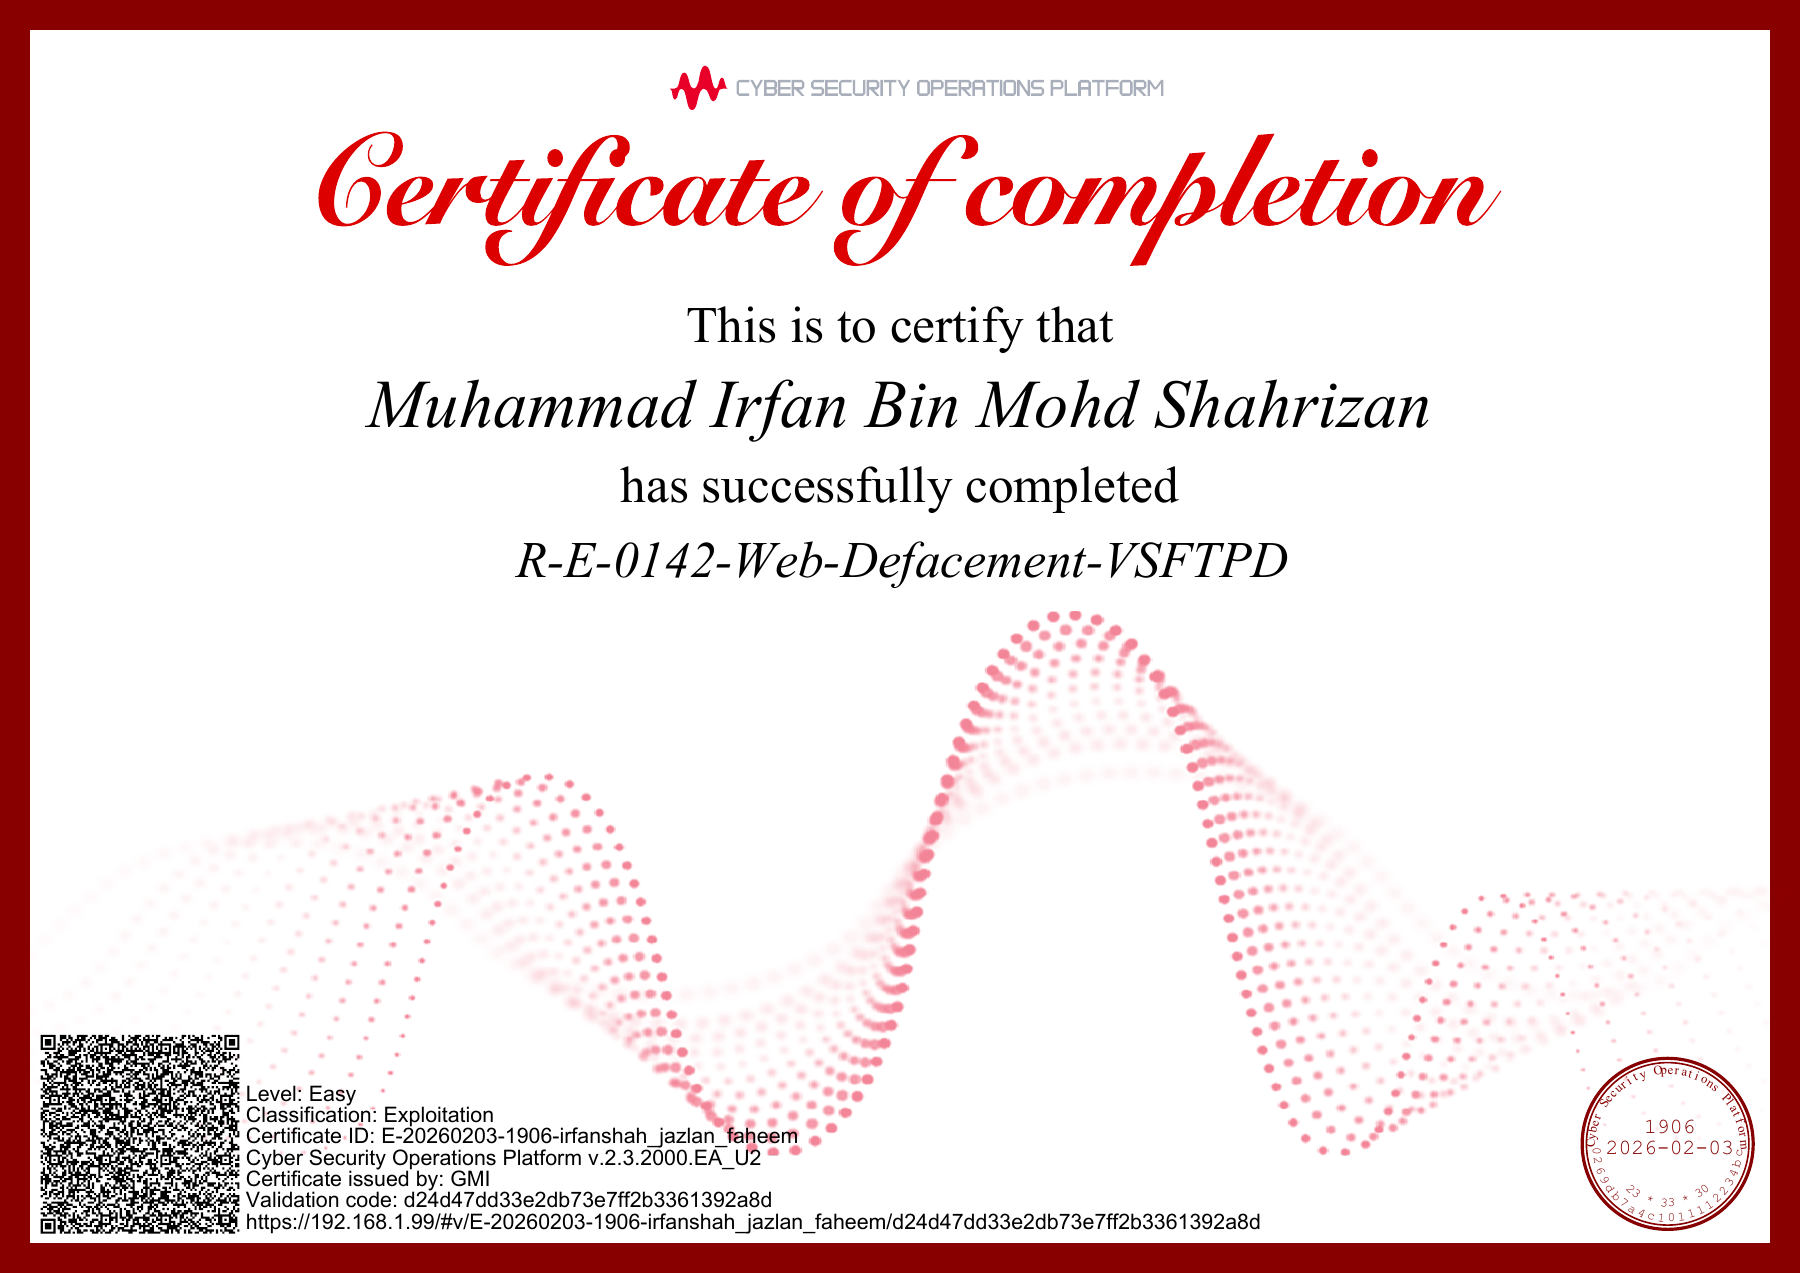 CYBER SECURITY OPERATIONS PLATFORM
Certificate of completion
This is to certify that
Muhammad Irfan Bin Mohd Shahrizan
has successfully completed
R-E-0142-Web-Defacement-VSFTPD
Level: Easy
Classification: Exploitation
Certificate ID: E-20260203-1906-irfanshah_jazlan_faheem
Cyber Security Operations Platform v.2.3.2000.EA_U2
Certificate issued by: GMI
Validation code: d24d47dd33e2db73e7ff2b3361392a8d
https://192.168.1.99/#v/E-20260203-1906-irfanshah_jazlan_faheem/d24d47dd33e2db73e7ff2b3361392a8d
Cyber Security Operations Platform
1906
2026-02-03
23 * 33 * 30